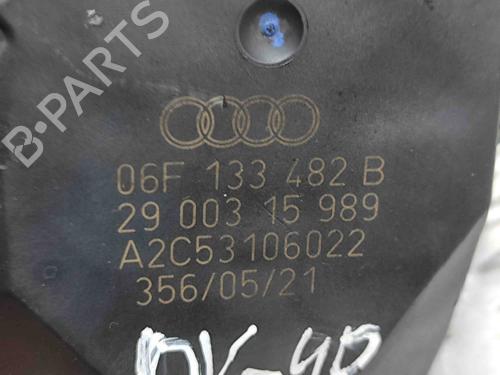 B-PARTS
06F 133 482 B
29 003 15 989
A2C53106022
356/05/21